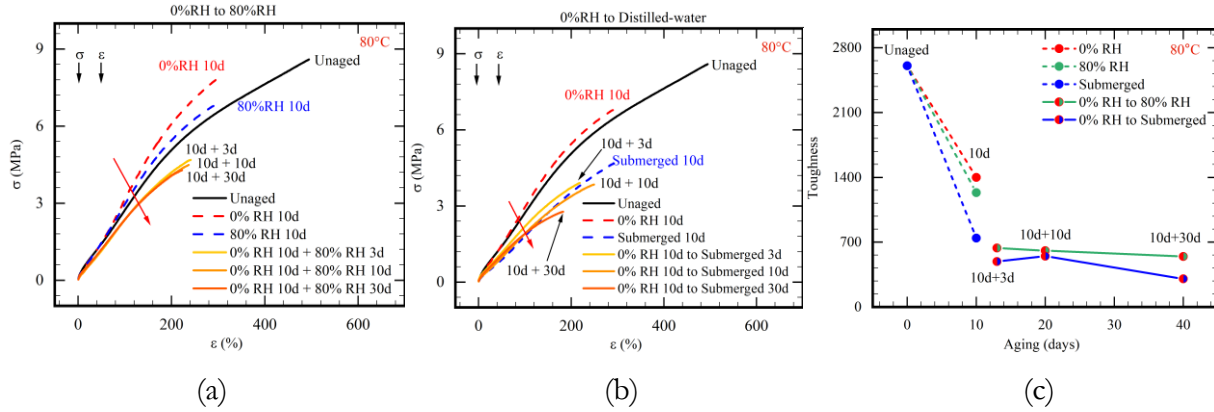 0%RH to 80%RH
80°C
σ ε
Unaged
0%RH 10d
80%RH 10d
10d + 3d
10d + 10d
10d + 30d
Unaged
0% RH 10d
80% RH 10d
0% RH 10d + 80% RH 3d
0% RH 10d + 80% RH 10d
0% RH 10d + 80% RH 30d
σ (MPa)
9
6
3
0
0 200 400 600
ε (%)
(a)
0%RH to Distilled-water
80°C
σ ε
Unaged
0%RH 10d
10d + 3d
Submerged 10d
10d + 10d
Unaged
0% RH 10d
Submerged 10d
0% RH 10d to Submerged 3d
0% RH 10d to Submerged 10d
0% RH 10d to Submerged 30d
10d + 30d
σ (MPa)
9
6
3
0
0 200 400 600
ε (%)
(b)
Unaged
80°C
0% RH
80% RH
Submerged
0% RH to 80% RH
0% RH to Submerged
10d
10d+10d
10d+30d
10d+3d
Toughness
2800
2100
1400
700
0
0 10 20 30 40
Aging (days)
(c)